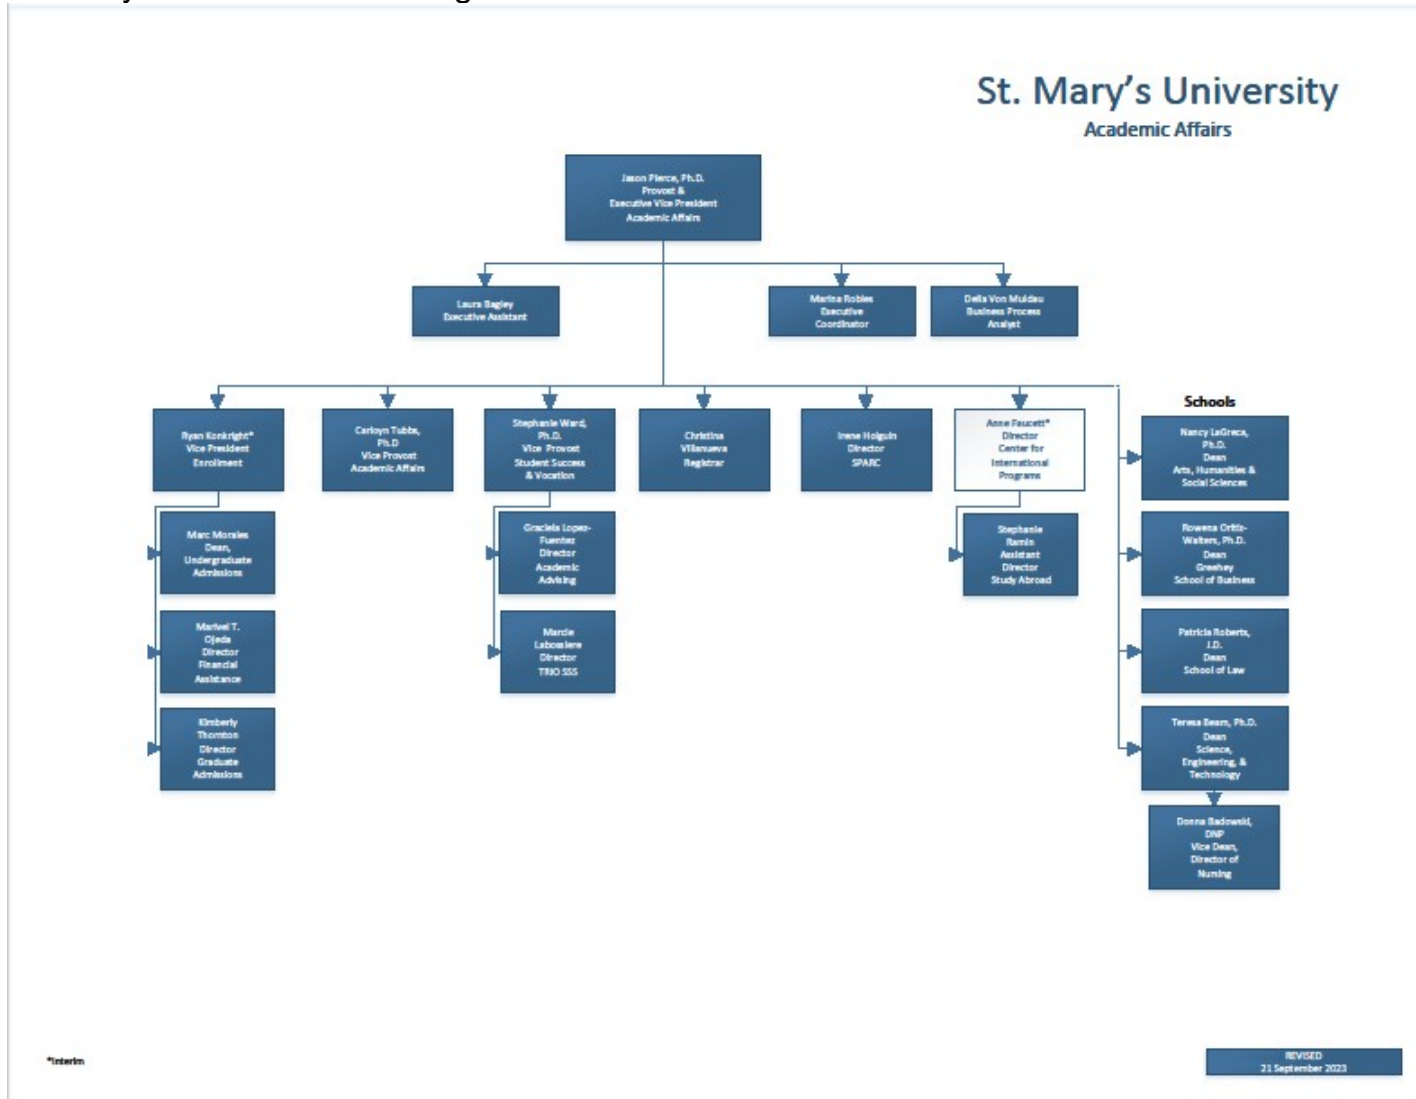 St. Mary's University
Academic Affairs
Jason Pierce, Ph.D.
Provost &
Executive Vice President
Academic Affairs
Laura Bagley
Executive Assistant
Marina Robles
Executive
Coordinator
Delia Von Muldau
Business Process
Analyst
Ryan Konkright*
Vice President
Enrollment
Carloyn Tubbs,
Ph.D
Vice Provost
Academic Affairs
Stephanie Ward,
Ph.D.
Vice Provost
Student Success
& Vocation
Christina
Villanueva
Registrar
Irene Holguin
Director
SPARC
Anne Faucett*
Director
Center for
International
Programs
Marc Morales
Dean,
Undergraduate
Admissions
Marivel T.
Ojeda
Director
Financial
Assistance
Kimberly
Thornton
Director
Graduate
Admissions
Graciela Lopez-
Fuentez
Director
Academic
Advising
Marcie
Labossiere
Director
TRIO SSS
Stephanie
Ramin
Assistant
Director
Study Abroad
Schools
Nancy LaGreca,
Ph.D.
Dean
Arts, Humanities &
Social Sciences
Rowena Ortiz-
Walters, Ph.D.
Dean
Greehey
School of Business
Patricia Roberts,
J.D.
Dean
School of Law
Teresa Beam, Ph.D.
Dean
Science,
Engineering, &
Technology
Donna Badowski,
DNP
Vice Dean,
Director of
Nursing
*Interim
REVISED
21 September 2023